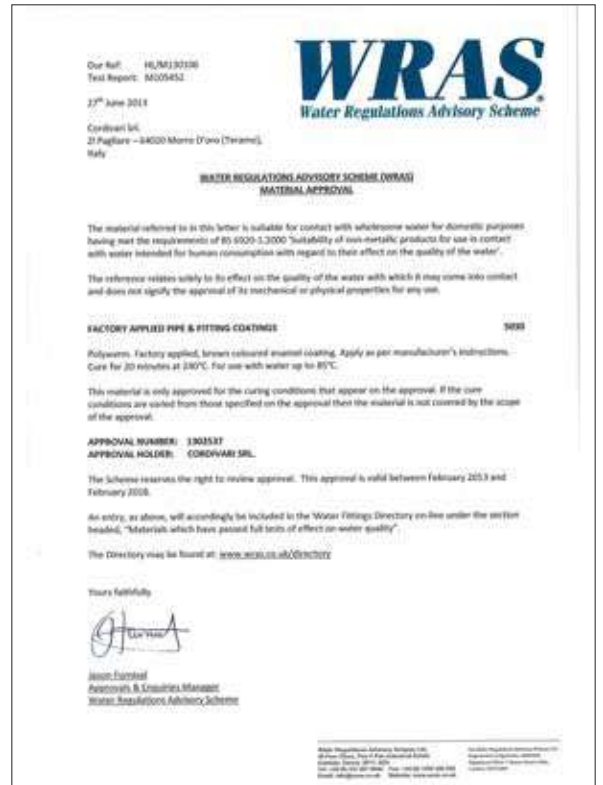 WRAS
Water Regulations Advisory Scheme
Our Ref: HL/M130336
Test Report: M105452
27th June 2013
Cordivari Srl.
ZI Pagliare – 64020 Morro D'oro (Teramo),
Italy
WATER REGULATIONS ADVISORY SCHEME (WRAS)
MATERIAL APPROVAL
The material referred to in this letter is suitable for contact with wholesome water for domestic purposes
having met the requirements of BS 6920-1:2000 'Suitability of non-metallic products for use in contact
with water intended for human consumption with regard to their effect on the quality of the water'.
The reference relates solely to its effect on the quality of the water with which it may come into contact
and does not signify the approval of its mechanical or physical properties for any use.
FACTORY APPLIED PIPE & FITTING COATINGS 5030
Polywarm. Factory applied, brown coloured enamel coating. Apply as per manufacturer's instructions.
Cure for 20 minutes at 240°C. For use with water up to 85°C.
This material is only approved for the curing conditions that appear on the approval. If the cure
conditions are varied from those specified on the approval then the material is not covered by the scope
of the approval.
APPROVAL NUMBER: 1302537
APPROVAL HOLDER: CORDIVARI SRL.
The Scheme reserves the right to review approval. This approval is valid between February 2013 and
February 2018.
An entry, as above, will accordingly be included in the Water Fittings Directory on-line under the section
headed, "Materials which have passed full tests of effect on water quality".
The Directory may be found at: www.wras.co.uk/directory
Yours faithfully
Jason Furnival
Approvals & Enquiries Manager
Water Regulations Advisory Scheme